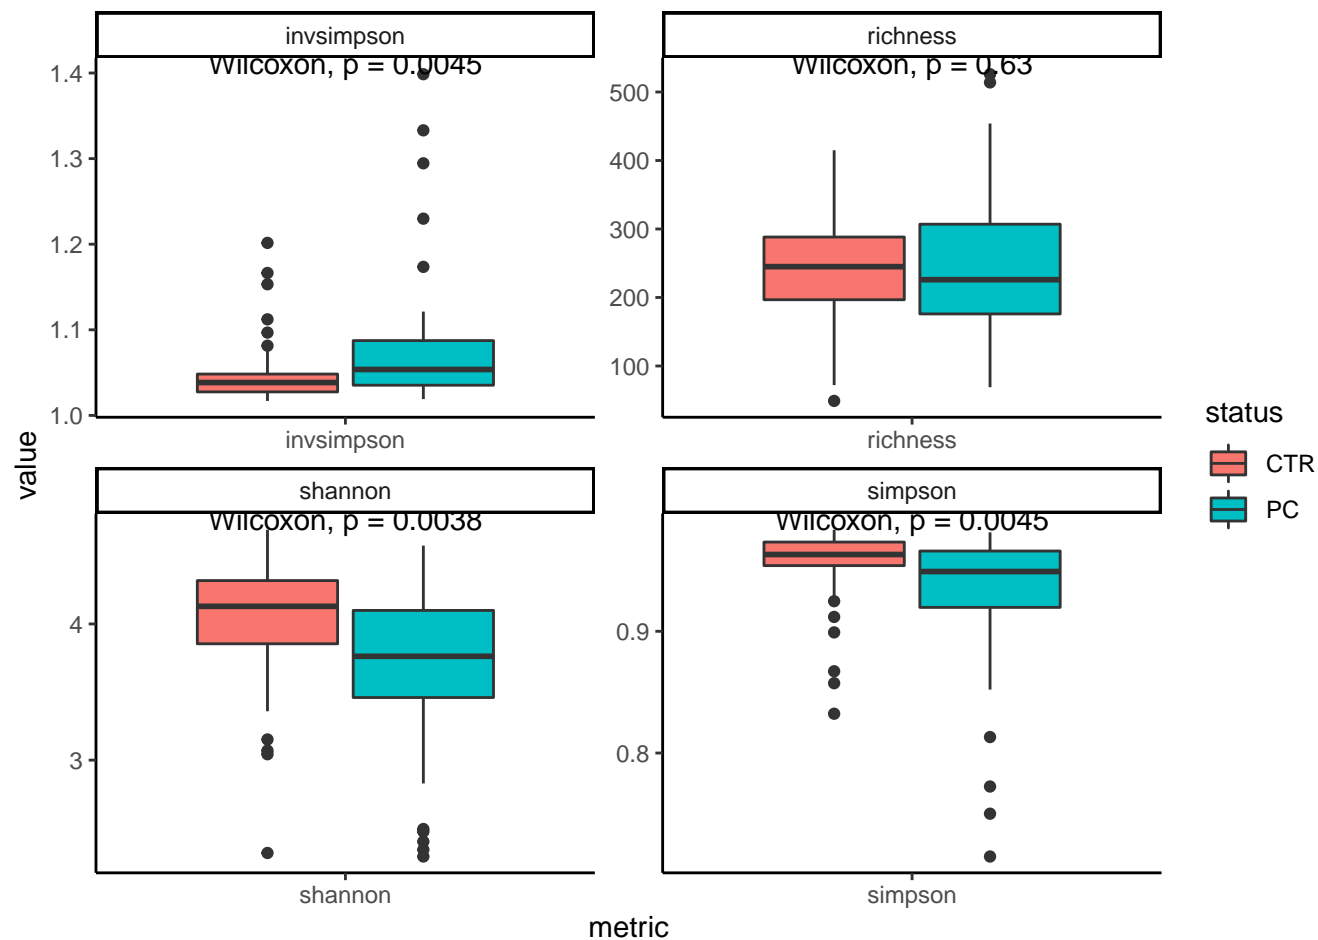 invsimpson
Wilcoxon, p = 0.0045
1.4
1.3
1.2
1.1
1.0
invsimpson
richness
Wilcoxon, p = 0.63
500
400
300
200
100
richness
value
shannon
Wilcoxon, p = 0.0038
4
3
shannon
simpson
Wilcoxon, p = 0.0045
0.9
0.8
simpson
metric
status
CTR
PC